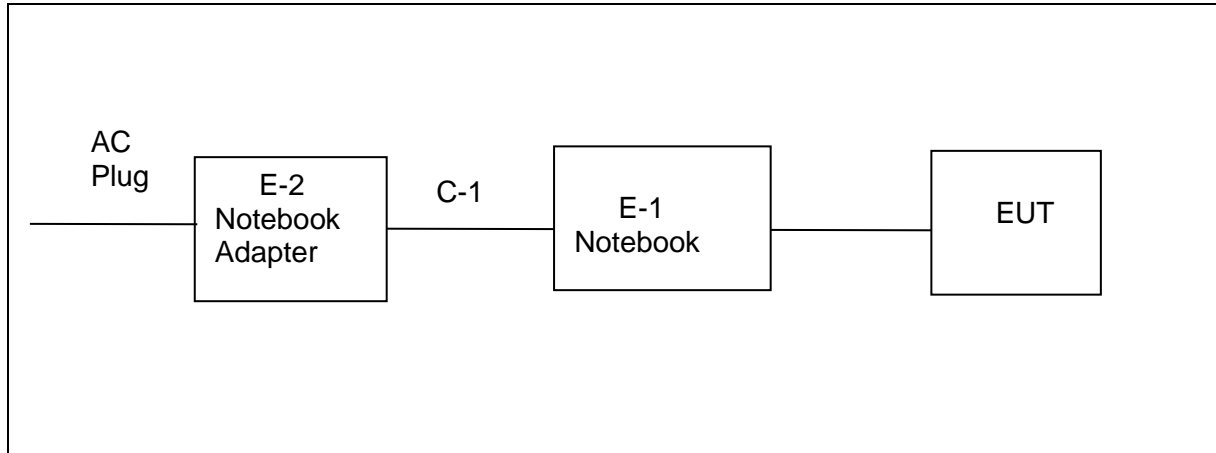 AC
Plug
E-2
Notebook
Adapter
C-1
E-1
Notebook
EUT